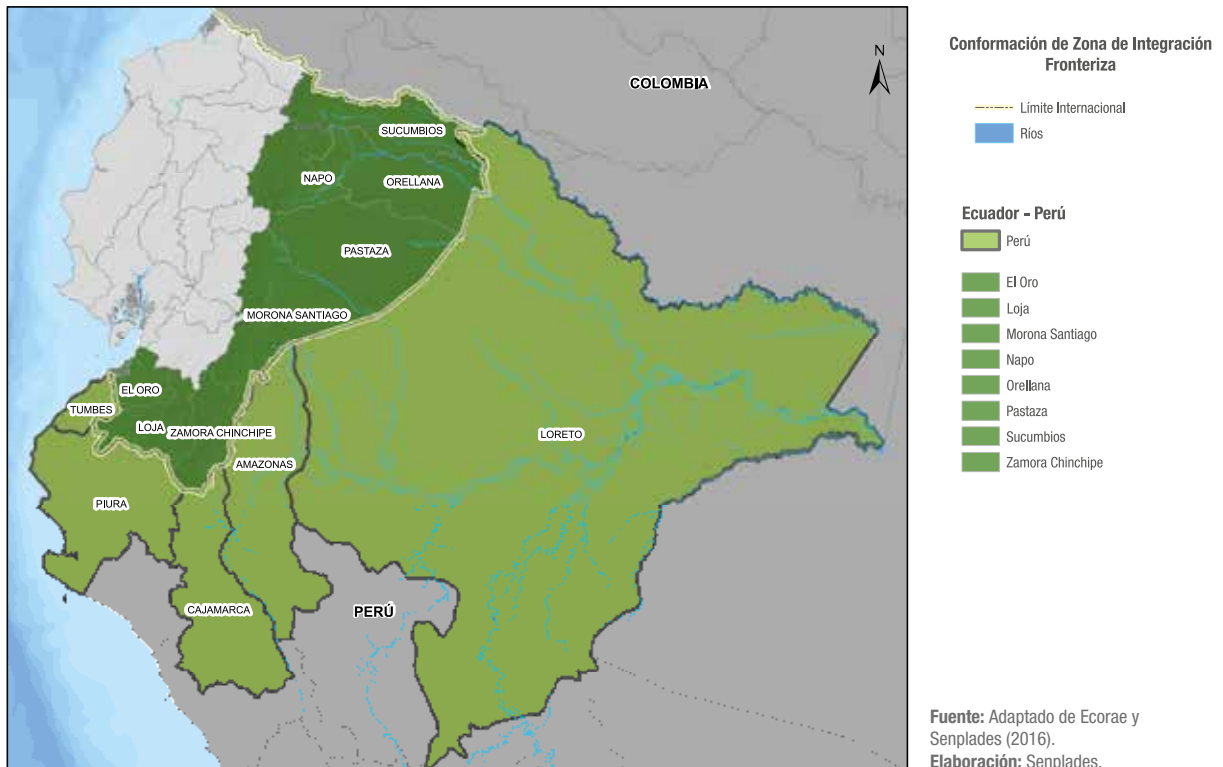 COLOMBIA
N
SUCUMBIOS
NAPO
ORELLANA
PASTAZA
MORONA SANTIAGO
EL ORO
TUMBES
LOJA
ZAMORA CHINCHIPE
LORETO
AMAZONAS
PIURA
CAJAMARCA
PERÚ
Conformación de Zona de Integración
Fronteriza
Límite Internacional
Ríos
Ecuador - Perú
Perú
El Oro
Loja
Morona Santiago
Napo
Orellana
Pastaza
Sucumbios
Zamora Chinchipe
Fuente: Adaptado de Ecorae y
Senplades (2016).
Elaboración: Senplades.